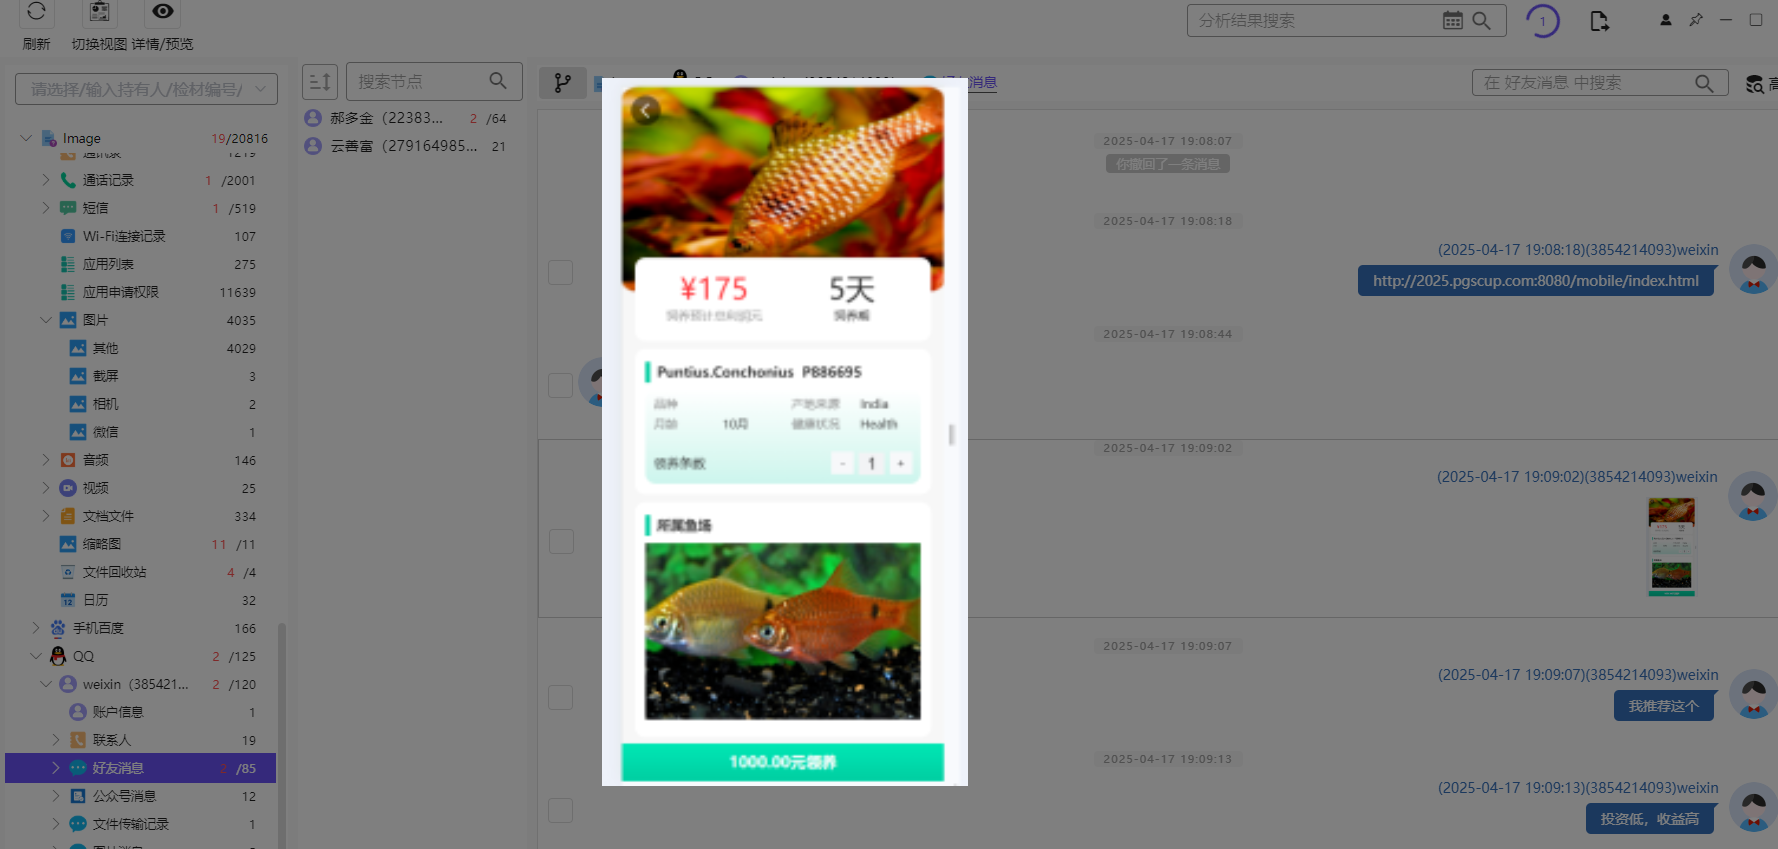 分析结果搜索
1
刷新
切换视图
详情/预览
请选择/输入持有人/检材编号/
搜索节点
好友消息
在 好友消息 中搜索
Image 19/20816
通话记录 1 /2001
短信 1 /519
Wi-Fi连接记录 107
应用列表 275
应用申请权限 11639
图片 4035
其他 4029
截屏 3
相机 2
微信 1
音频 146
视频 25
文档文件 334
缩略图 11 /11
文件回收站 4 /4
日历 32
手机百度 166
QQ 2 /125
weixin（385421... 2 /120
账户信息 1
联系人 19
好友消息 2 /85
公众号消息 12
文件传输记录 1
郝多金（22383... 2 /64
云善富（279164985... 21
¥175
5天
饲养预计总利润元
饲养期
Puntius.Conchonius P886695
品种
产地来源 India
月龄 10月
健康状况 Health
领养条数 - 1 +
所属鱼场
1000.00元领养
2025-04-17 19:08:07
你撤回了一条消息
2025-04-17 19:08:18
(2025-04-17 19:08:18)(3854214093)weixin
http://2025.pgscup.com:8080/mobile/index.html
2025-04-17 19:08:44
2025-04-17 19:09:02
(2025-04-17 19:09:02)(3854214093)weixin
2025-04-17 19:09:07
(2025-04-17 19:09:07)(3854214093)weixin
我推荐这个
2025-04-17 19:09:13
(2025-04-17 19:09:13)(3854214093)weixin
投资低，收益高